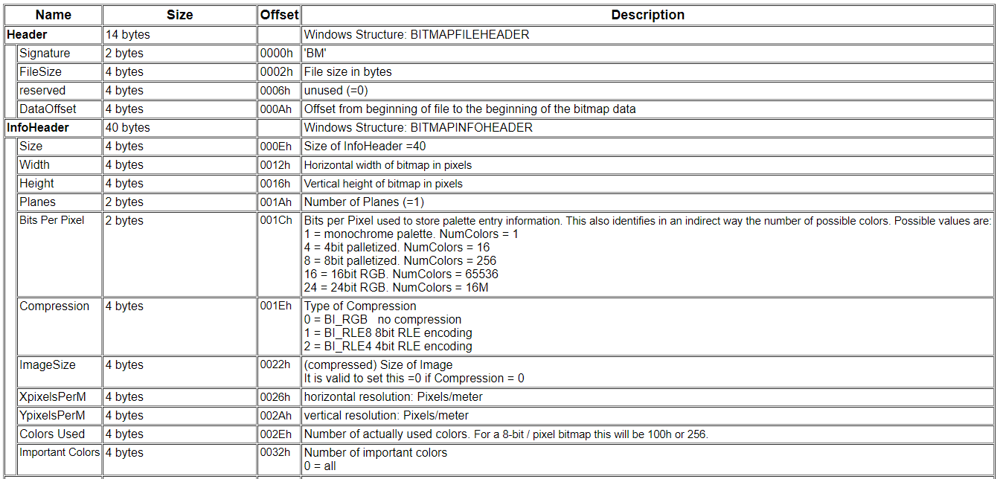 Name Size Offset Description
Header 14 bytes Windows Structure: BITMAPFILEHEADER
Signature 2 bytes 0000h 'BM'
FileSize 4 bytes 0002h File size in bytes
reserved 4 bytes 0006h unused (=0)
DataOffset 4 bytes 000Ah Offset from beginning of file to the beginning of the bitmap data
InfoHeader 40 bytes Windows Structure: BITMAPINFOHEADER
Size 4 bytes 000Eh Size of InfoHeader =40
Width 4 bytes 0012h Horizontal width of bitmap in pixels
Height 4 bytes 0016h Vertical height of bitmap in pixels
Planes 2 bytes 001Ah Number of Planes (=1)
Bits Per Pixel 2 bytes 001Ch Bits per Pixel used to store palette entry information. This also identifies in an indirect way the number of possible colors. Possible values are:
1 = monochrome palette. NumColors = 1
4 = 4bit palletized. NumColors = 16
8 = 8bit palletized. NumColors = 256
16 = 16bit RGB. NumColors = 65536
24 = 24bit RGB. NumColors = 16M
Compression 4 bytes 001Eh Type of Compression
0 = BI_RGB   no compression
1 = BI_RLE8 8bit RLE encoding
2 = BI_RLE4 4bit RLE encoding
ImageSize 4 bytes 0022h (compressed) Size of Image
It is valid to set this =0 if Compression = 0
XpixelsPerM 4 bytes 0026h horizontal resolution: Pixels/meter
YpixelsPerM 4 bytes 002Ah vertical resolution: Pixels/meter
Colors Used 4 bytes 002Eh Number of actually used colors. For a 8-bit / pixel bitmap this will be 100h or 256.
Important Colors 4 bytes 0032h Number of important colors
0 = all